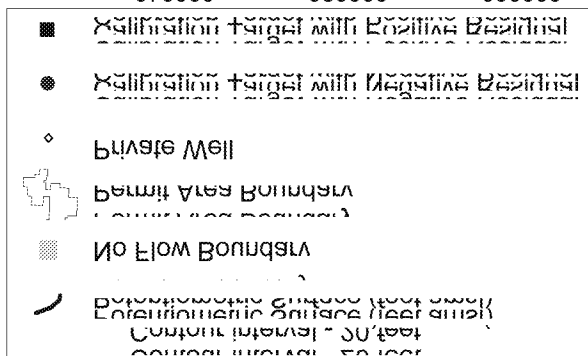 Calibration Target with Positive Residual
Calibration Target with Negative Residual
Private Well
Permit Area Boundary
No Flow Boundary
Potentiometric Surface (feet amsl)
Contour interval - 20 feet